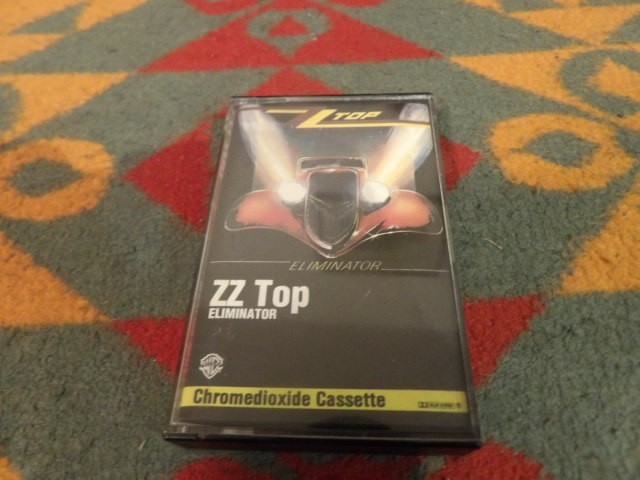 ZZ TOP
ELIMINATOR
ZZ Top
ELIMINATOR
Chromedioxide Cassette